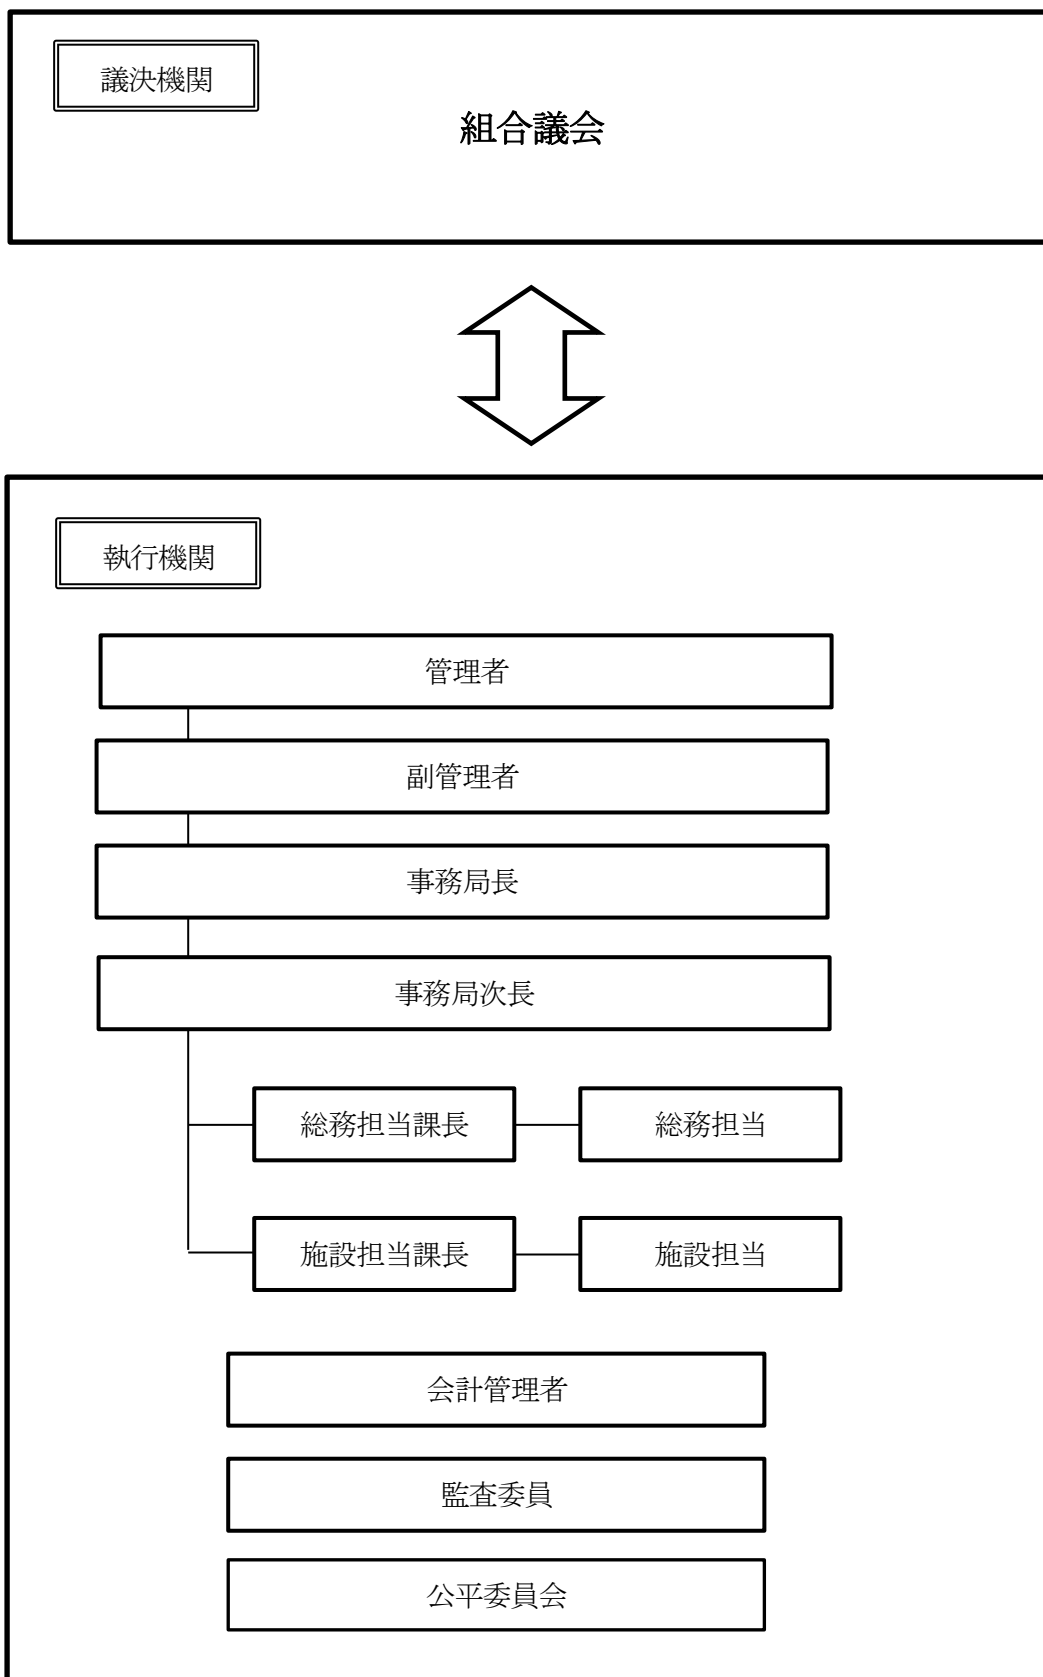 議決機関
組合議会
執行機関
管理者
副管理者
事務局長
事務局次長
総務担当課長
総務担当
施設担当課長
施設担当
会計管理者
監査委員
公平委員会